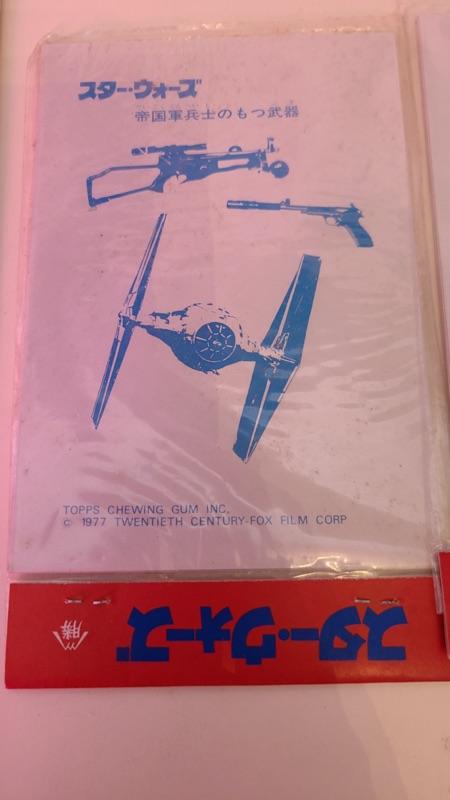 スター・ウォーズ
帝国軍兵士のもつ武器
TOPPS CHEWING GUM INC.
© 1977 TWENTIETH CENTURY-FOX FILM CORP
スター・ウォーズ
勝